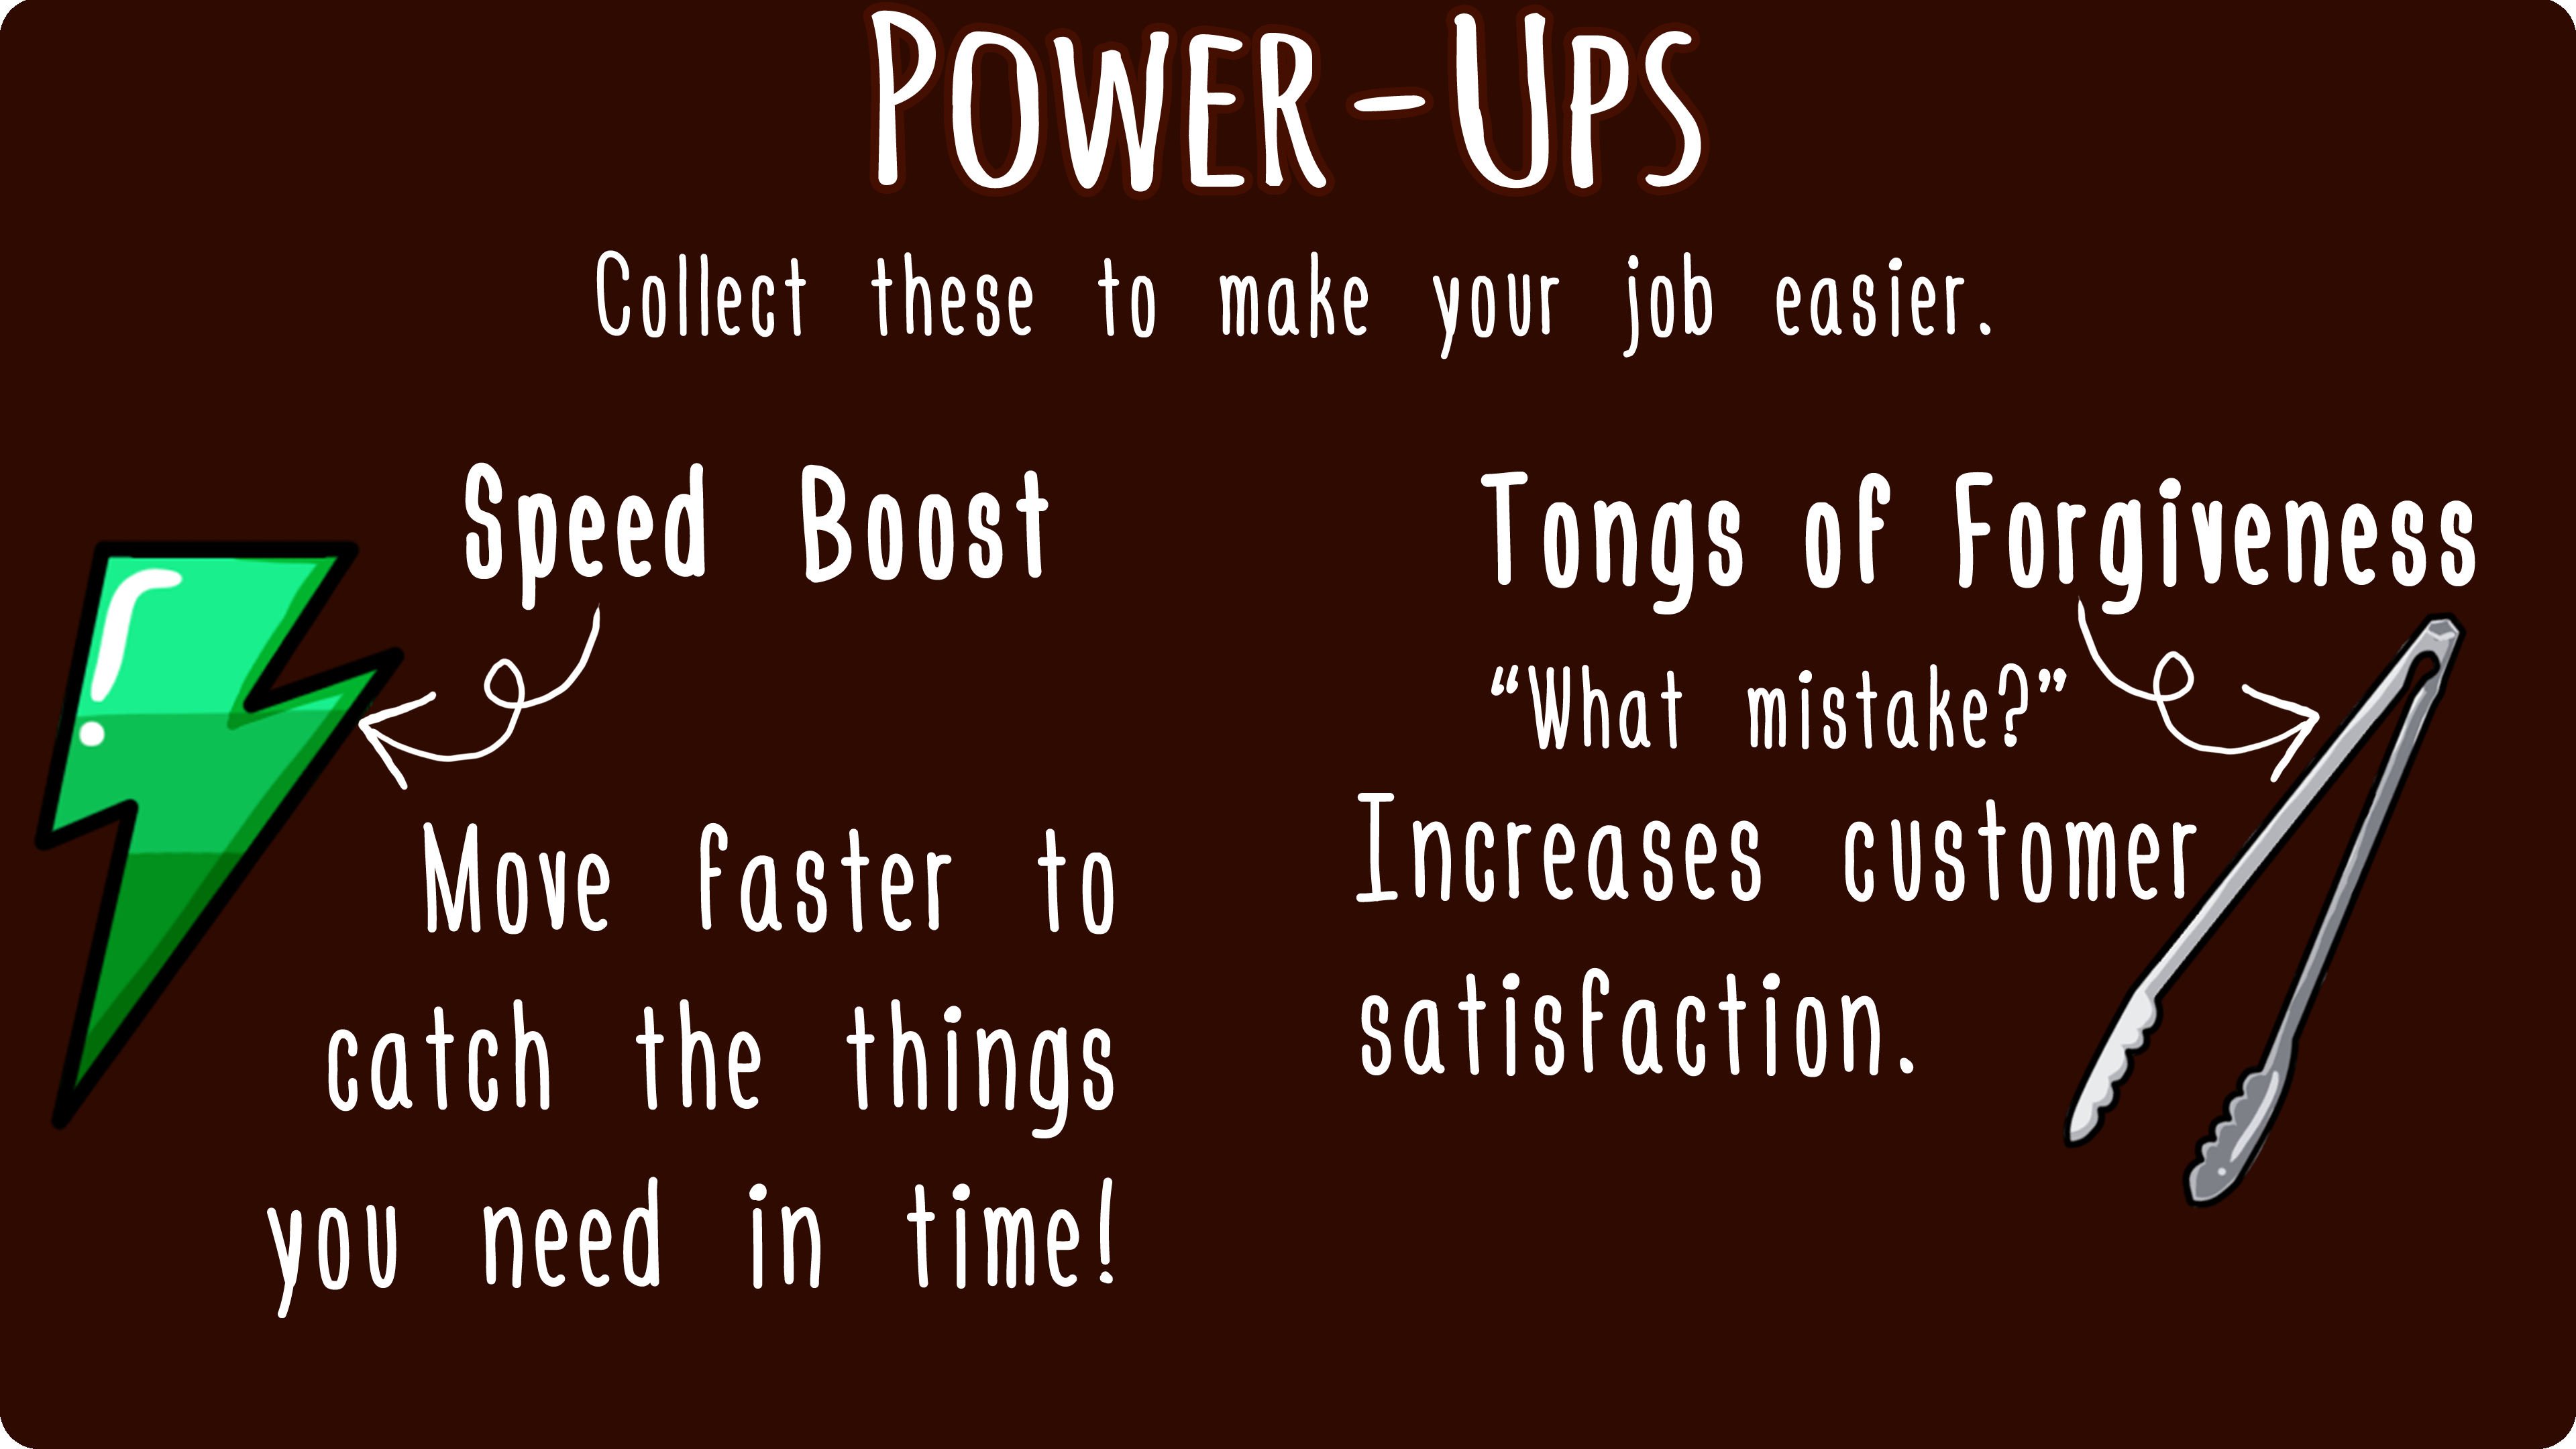 Power-Ups
Collect these to make your job easier.
Speed Boost
Move faster to
catch the things
you need in time!
Tongs of Forgiveness
“What mistake?”
Increases customer
satisfaction.